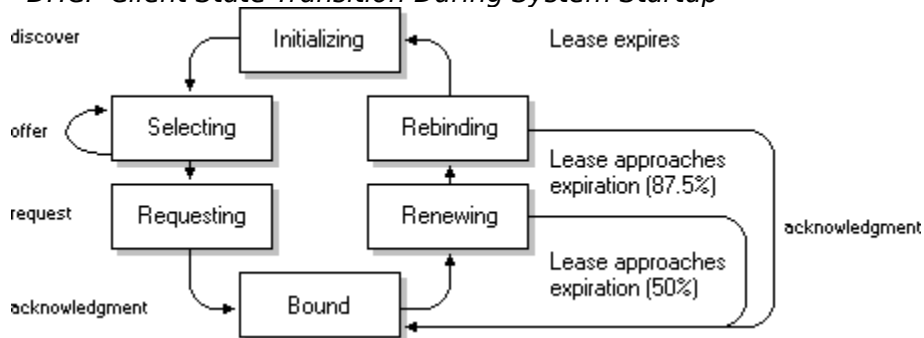 DHCP Client State Transition During System Startup
discover
Initializing
Lease expires
offer
Selecting
Rebinding
Lease approaches
expiration (87.5%)
request
Requesting
Renewing
acknowledgment
Lease approaches
expiration (50%)
acknowledgment
Bound